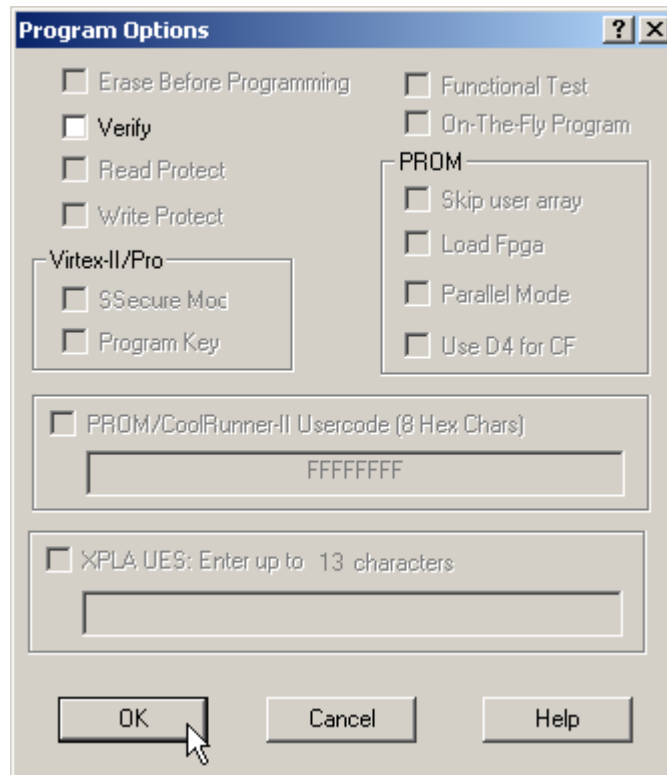 Program Options
Erase Before Programming
Functional Test
Verify
On-The-Fly Program
Read Protect
PROM
Write Protect
Skip user array
Virtex-II/Pro
Load Fpga
SSecure Mod
Parallel Mode
Program Key
Use D4 for CF
PROM/CoolRunner-II Usercode (8 Hex Chars)
FFFFFFFF
XPLA UES: Enter up to 13 characters
OK
Cancel
Help